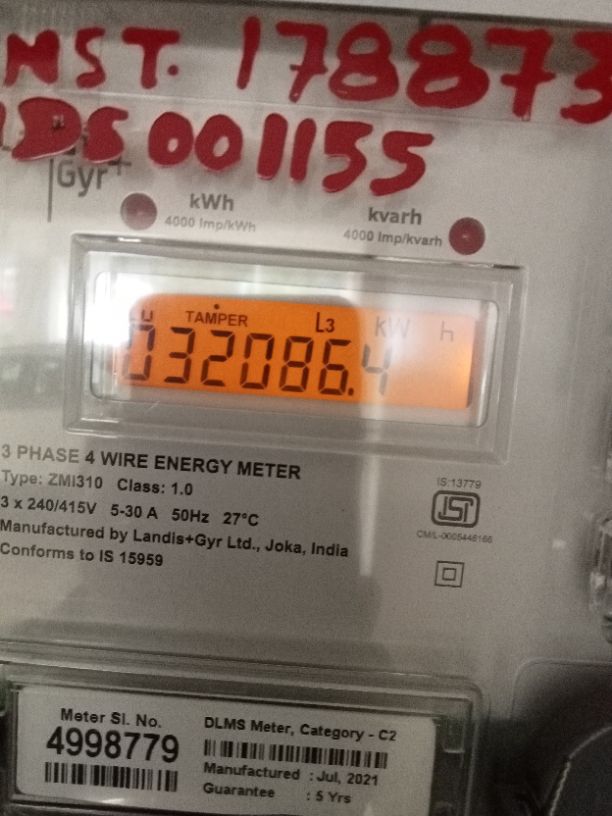 NST. 178873
DS 001155
Gyr+
kWh
4000 Imp/kWh
kvarh
4000 Imp/kvarh
TAMPER L3 kW h
032086.4
3 PHASE 4 WIRE ENERGY METER
Type: ZMI310 Class: 1.0
3 x 240/415V 5-30 A 50Hz 27°C
Manufactured by Landis+Gyr Ltd., Joka, India
Conforms to IS 15959
IS:13779
ISI
Meter Sl. No.
4998779
DLMS Meter, Category - C2
Manufactured : Jul, 2021
Guarantee : 5 Yrs